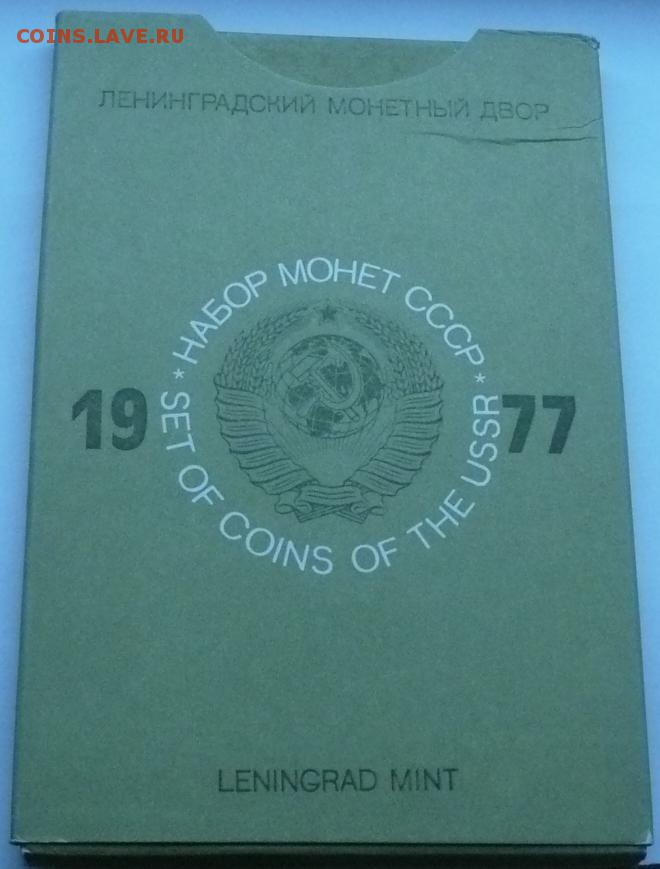 COINS.LAVE.RU
ЛЕНИНГРАДСКИЙ МОНЕТНЫЙ ДВОР
* НАБОР МОНЕТ СССР *
19 77
SET OF COINS OF THE USSR
LENINGRAD MINT